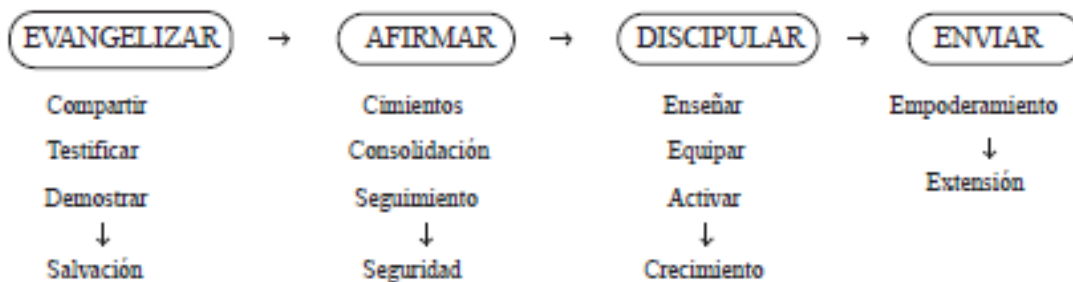 EVANGELIZAR → AFIRMAR → DISCIPULAR → ENVIAR
Compartir Cimientos Enseñar Empoderamiento
Testificar Consolidación Equipar ↓
Demostrar Seguimiento Activar Extensión
↓ ↓ ↓
Salvación Seguridad Crecimiento